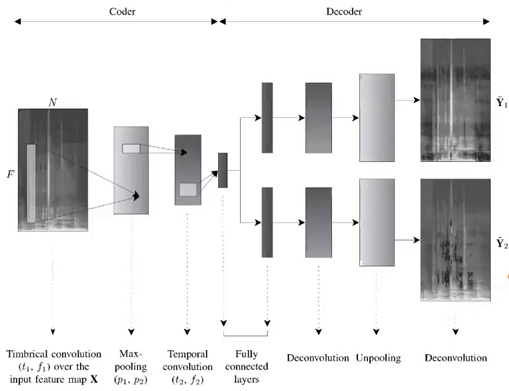 Coder
Decoder
N
F
Ỹ₁
Ỹ₂
Timbrical convolution
(t₁, f₁) over the
input feature map X
Max-
pooling
(p₁, p₂)
Temporal
convolution
(t₂, f₂)
Fully
connected
layers
Deconvolution
Unpooling
Deconvolution